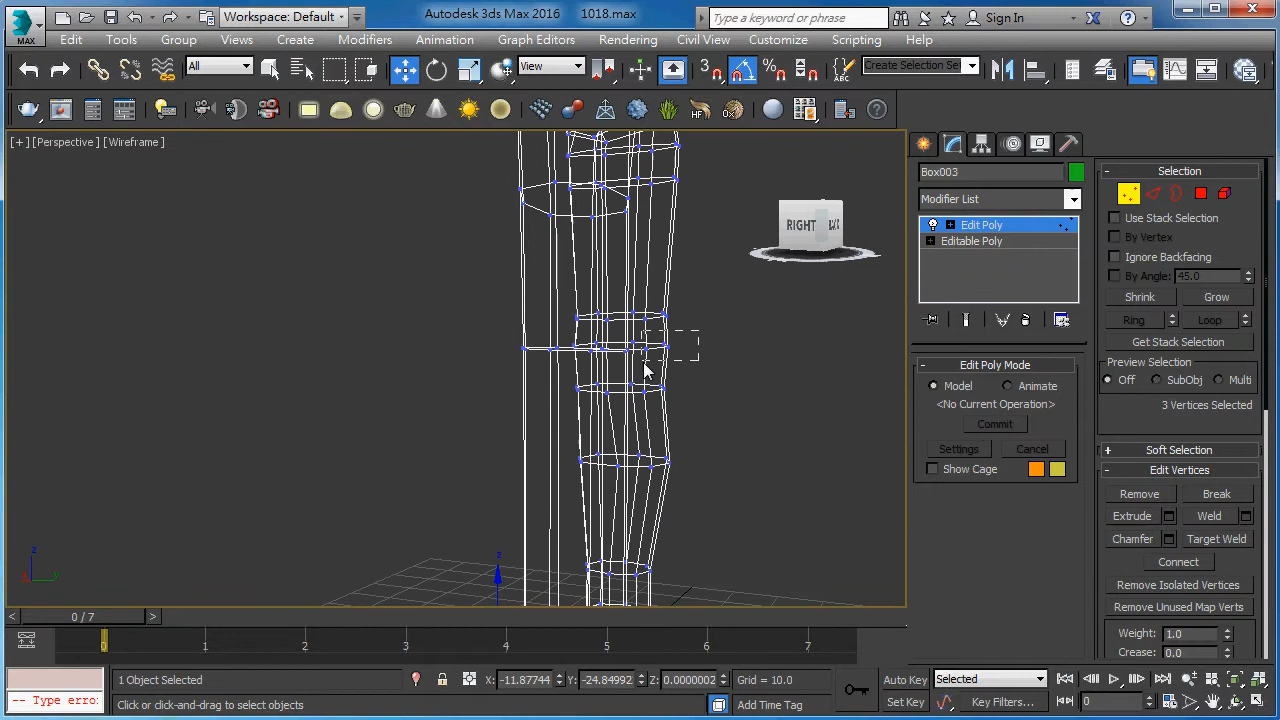 Workspace: Default
Autodesk 3ds Max 2016
1018.max
Type a keyword or phrase
Sign In
MAX
Edit
Tools
Group
Views
Create
Modifiers
Animation
Graph Editors
Rendering
Civil View
Customize
Scripting
Help
All
View
3
Create Selection Se
[+] [Perspective] [Wireframe]
RIGHT
Box003
Modifier List
Edit Poly
Editable Poly
Edit Poly Mode
Model
Animate
<No Current Operation>
Commit
Settings
Cancel
Show Cage
Selection
Use Stack Selection
By Vertex
Ignore Backfacing
By Angle: 45.0
Shrink
Grow
Ring
Loop
Get Stack Selection
Preview Selection
Off
SubObj
Multi
3 Vertices Selected
Soft Selection
Edit Vertices
Remove
Break
Extrude
Weld
Chamfer
Target Weld
Connect
Remove Isolated Vertices
Remove Unused Map Verts
Weight: 1.0
Crease: 0.0
z
z
x
y
< 0 / 7 >
0
1
2
3
4
5
6
7
-- Type erro:
1 Object Selected
X: -11.87744
Y: -24.84992
Z: 0.0000002
Grid = 10.0
Click or click-and-drag to select objects
Add Time Tag
Auto Key
Selected
Set Key
Key Filters...
0